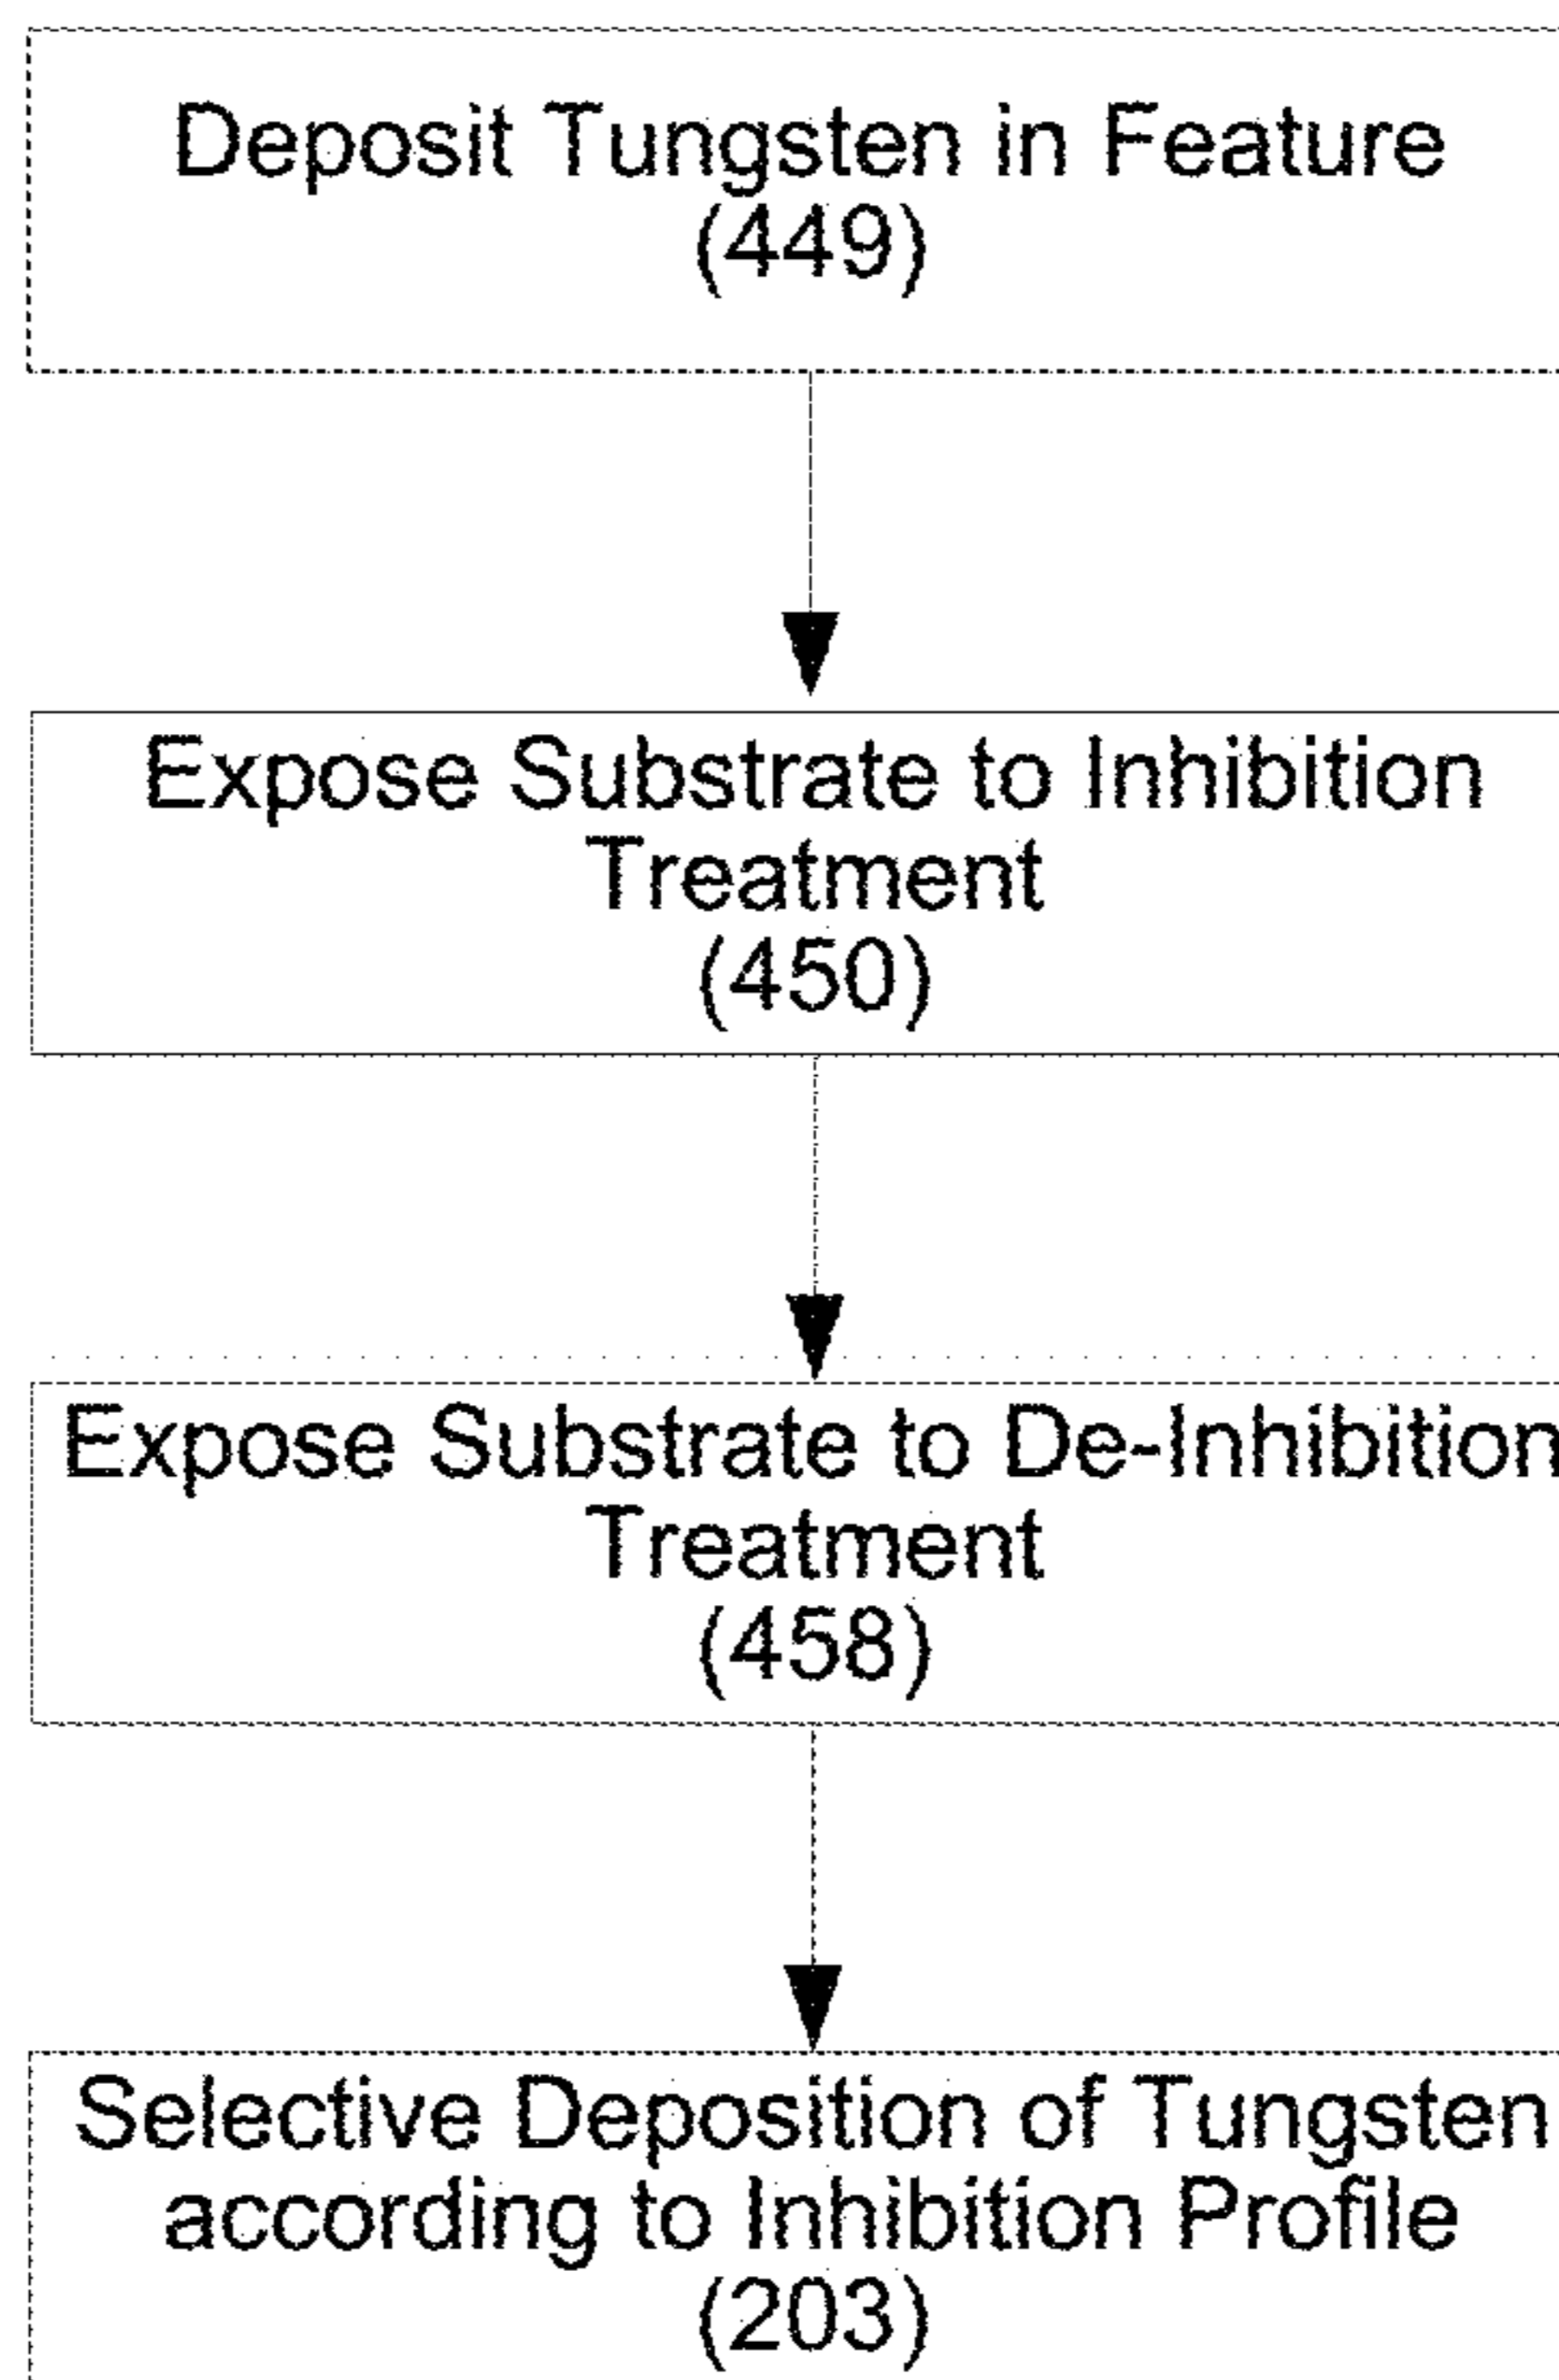 Deposit Tungsten in Feature
(449)
Expose Substrate to Inhibition
Treatment
(450)
Expose Substrate to De-Inhibition
Treatment
(458)
Selective Deposition of Tungsten
according to Inhibition Profile
(203)